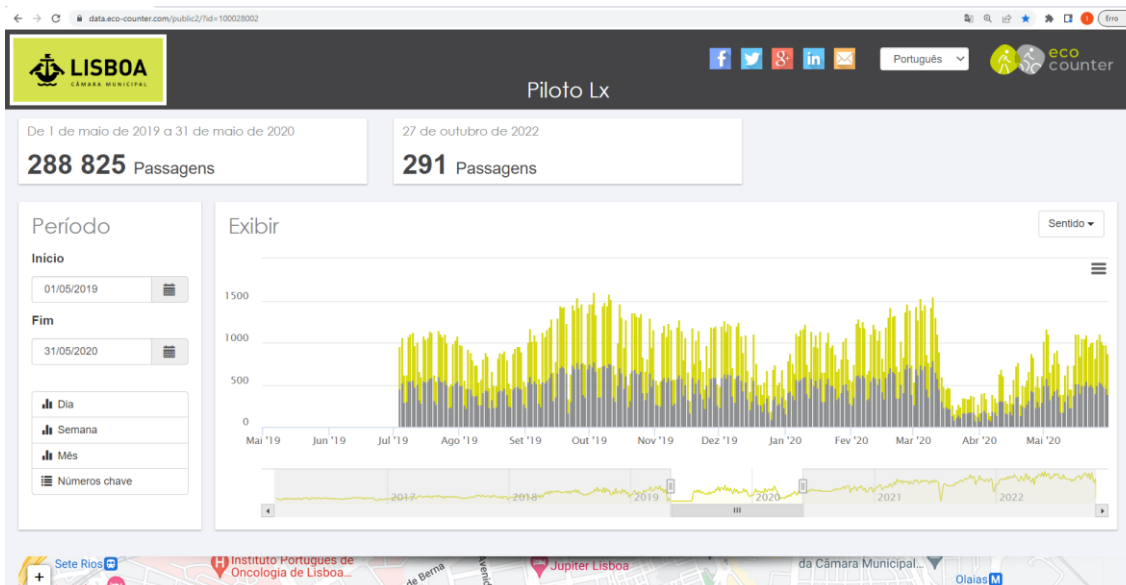 data.eco-counter.com/public2/?id=100028002
Erro
LISBOA
CÂMARA MUNICIPAL
Português
eco
counter
Piloto Lx
De 1 de maio de 2019 a 31 de maio de 2020
288 825 Passagens
27 de outubro de 2022
291 Passagens
Período
Início
01/05/2019
Fim
31/05/2020
Dia
Semana
Mês
Números chave
Exibir
Sentido
1500
1000
500
0
Mai '19 Jun '19 Jul '19 Ago '19 Set '19 Out '19 Nov '19 Dez '19 Jan '20 Fev '20 Mar '20 Abr '20 Mai '20
2017 2018 2019 2020 2021 2022
Sete Rios
Instituto Português de
Oncologia de Lisboa...
de Berna
Jupiter Lisboa
da Câmara Municipal...
Olaias M